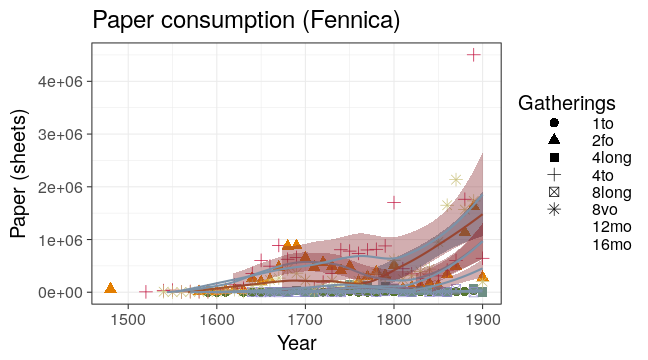 Paper consumption (Fennica)
4e+06
3e+06
2e+06
1e+06
0e+00
Paper (sheets)
1500 1600 1700 1800 1900
Year
Gatherings
1to
2fo
4long
4to
8long
8vo
12mo
16mo